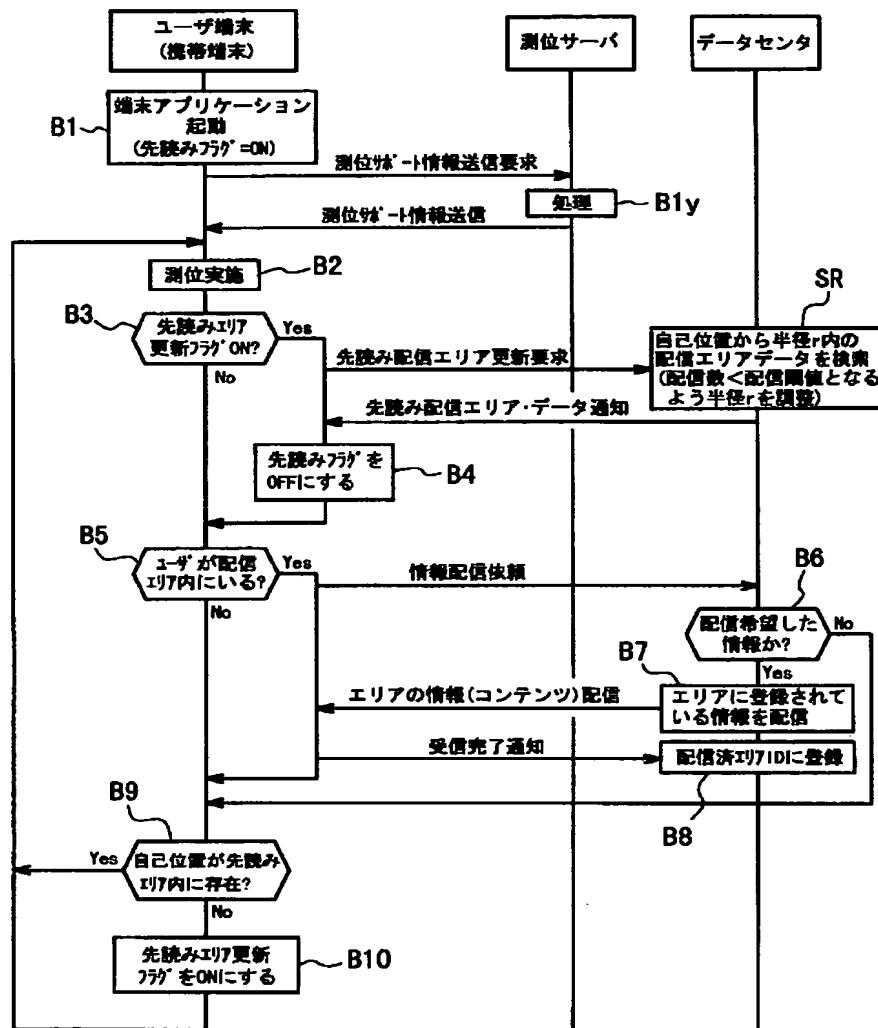 ユーザ端末
(携帯端末)
測位サーバ
データセンタ
B1
端末アプリケーション
起動
(先読みフラグ=ON)
測位サポート情報送信要求
処理
B1y
測位サポート情報送信
測位実施
B2
SR
B3
先読みエリア
更新フラグON?
Yes
No
先読み配信エリア更新要求
自己位置から半径r内の
配信エリアデータを検索
(配信数<配信閾値となる
よう半径rを調整)
先読み配信エリア・データ通知
先読みフラグを
OFFにする
B4
B5
ユーザが配信
エリア内にいる?
Yes
No
情報配信依頼
B6
配信希望した
情報か?
No
Yes
B7
エリアの情報(コンテンツ)配信
エリアに登録されて
いる情報を配信
受信完了通知
配信済エリアIDに登録
B8
B9
Yes
自己位置が先読み
エリア内に存在?
No
先読みエリア更新
フラグをONにする
B10